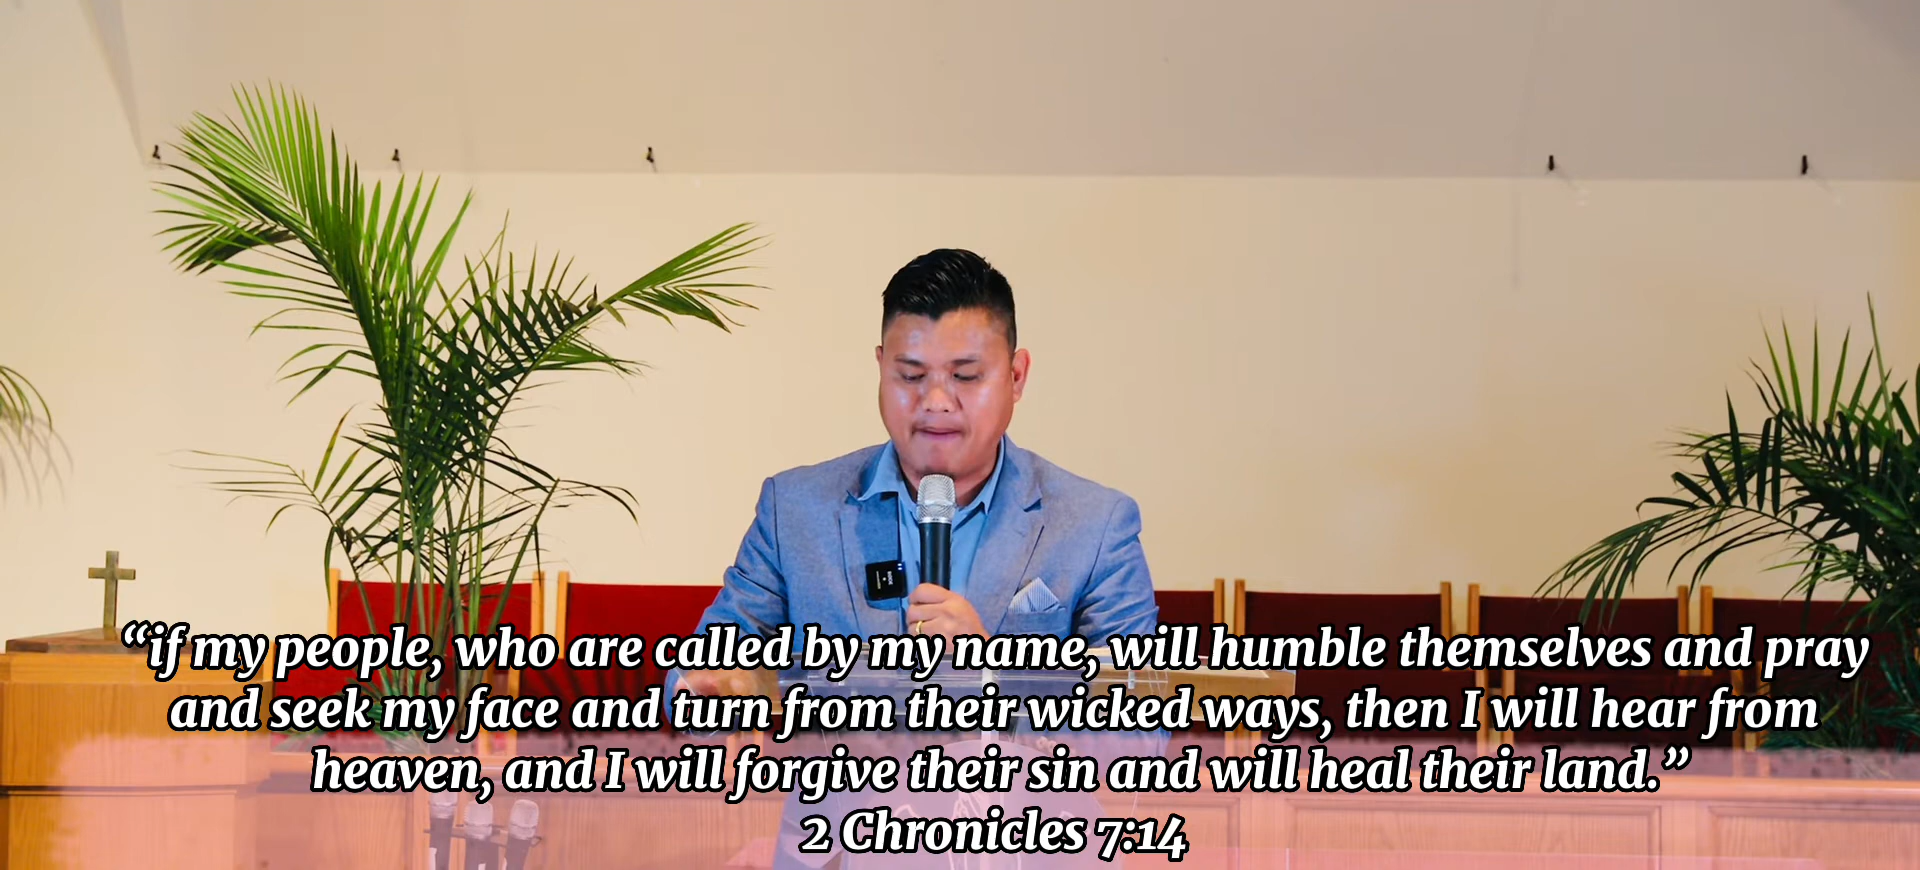 “if my people, who are called by my name, will humble themselves and pray
and seek my face and turn from their wicked ways, then I will hear from
heaven, and I will forgive their sin and will heal their land.”
2 Chronicles 7:14